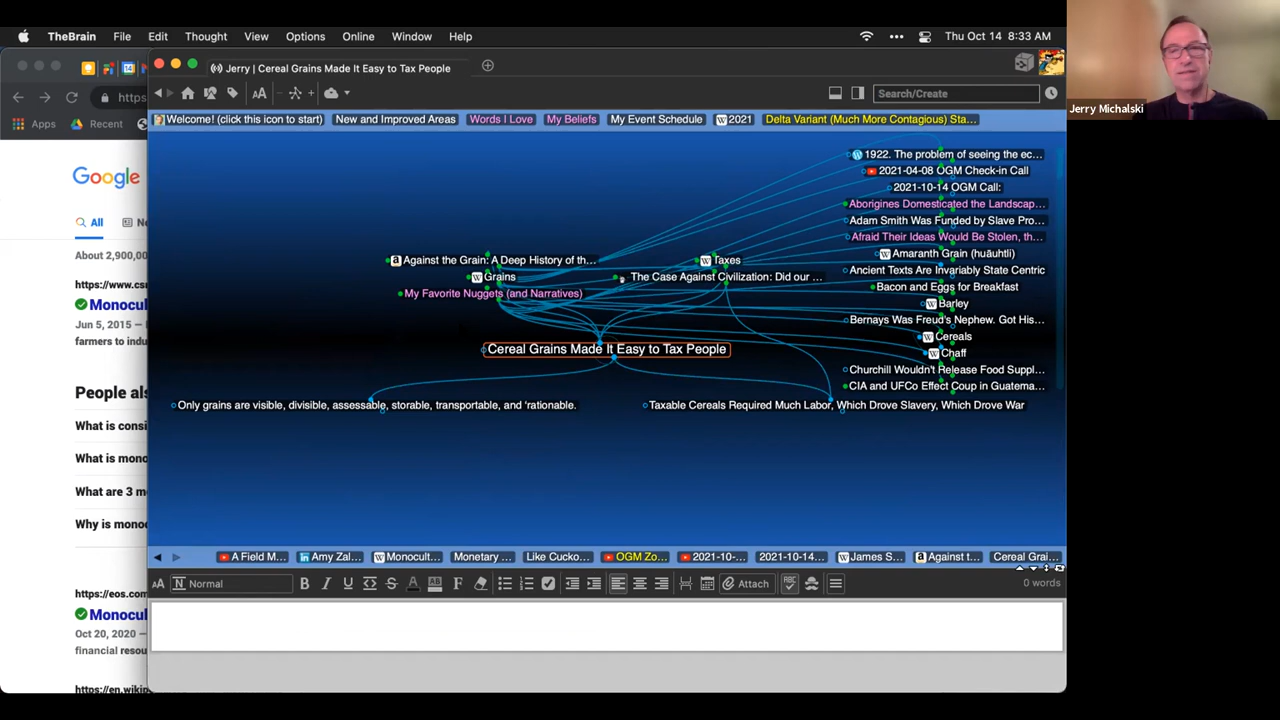 TheBrain File Edit Thought View Options Online Window Help Thu Oct 14 8:33 AM
Jerry | Cereal Grains Made It Easy to Tax People
https
Search/Create
Apps Recent
Welcome! (click this icon to start) New and Improved Areas Words I Love My Beliefs My Event Schedule 2021 Delta Variant (Much More Contagious) Sta...
Jerry Michalski
Google
All Ne
About 2,900,0
https://www.csr
Monocul
Jun 5, 2015 —
farmers to indu
People als
What is consi
What is mono
What are 3 m
Why is monoc
https://eos.com
Monocul
Oct 20, 2020 —
financial resou
https://en.wikip
1922. The problem of seeing the ec...
2021-04-08 OGM Check-in Call
2021-10-14 OGM Call:
Aborigines Domesticated the Landscap...
Adam Smith Was Funded by Slave Pro...
Afraid Their Ideas Would Be Stolen, th...
Amaranth Grain (huāuhtli)
Ancient Texts Are Invariably State Centric
Bacon and Eggs for Breakfast
Barley
Bernays Was Freud's Nephew. Got His...
Cereals
Chaff
Churchill Wouldn't Release Food Suppl...
CIA and UFCo Effect Coup in Guatema...
Against the Grain: A Deep History of th...
Grains
My Favorite Nuggets (and Narratives)
Taxes
The Case Against Civilization: Did our ...
Cereal Grains Made It Easy to Tax People
Only grains are visible, divisible, assessable, storable, transportable, and 'rationable.
Taxable Cereals Required Much Labor, Which Drove Slavery, Which Drove War
A Field M... Amy Zal... Monocult... Monetary ... Like Cucko... OGM Zo... 2021-10-... 2021-10-14... James S... Against t... Cereal Grai...
Normal B I U S A F Attach 0 words